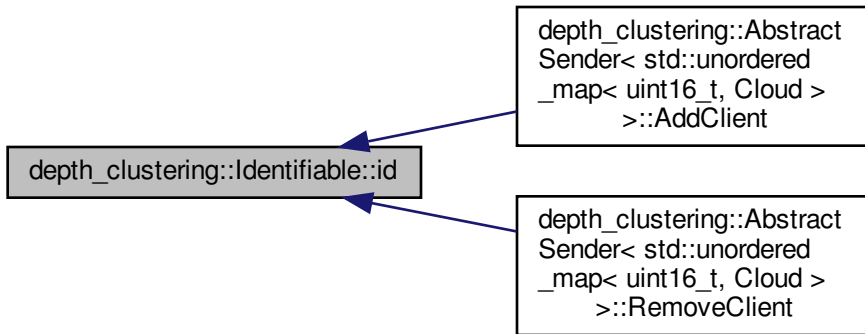 depth_clustering::Identifiable::id
depth_clustering::Abstract
Sender< std::unordered
_map< uint16_t, Cloud >
>::AddClient
depth_clustering::Abstract
Sender< std::unordered
_map< uint16_t, Cloud >
>::RemoveClient